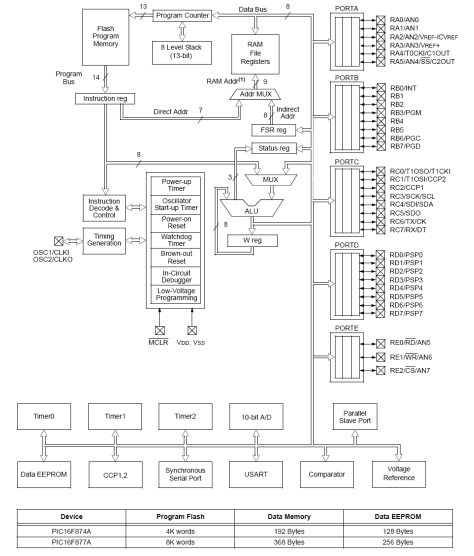 13
Data Bus
8
PORTA
Flash
Program
Memory
Program Counter
8 Level Stack
(13-bit)
RAM
File
Registers
RA0/AN0
RA1/AN1
RA2/AN2/VREF-/CVREF
RA3/AN3/VREF+
RA4/T0CKI/C1OUT
RA5/AN4/SS/C2OUT
Program
Bus
14
RAM Addr(1)
9
PORTB
Instruction reg
Addr MUX
Direct Addr
7
8
Indirect
Addr
FSR reg
RB0/INT
RB1
RB2
RB3/PGM
RB4
RB5
RB6/PGC
RB7/PGD
Status reg
8
3
MUX
PORTC
Power-up
Timer
Oscillator
Start-up Timer
Power-on
Reset
Watchdog
Timer
Brown-out
Reset
In-Circuit
Debugger
Low-Voltage
Programming
Instruction
Decode &
Control
ALU
8
W reg
RC0/T1OSO/T1CKI
RC1/T1OSI/CCP2
RC2/CCP1
RC3/SCK/SCL
RC4/SDI/SDA
RC5/SDO
RC6/TX/CK
RC7/RX/DT
Timing
Generation
OSC1/CLKI
OSC2/CLKO
PORTD
RD0/PSP0
RD1/PSP1
RD2/PSP2
RD3/PSP3
RD4/PSP4
RD5/PSP5
RD6/PSP6
RD7/PSP7
MCLR
VDD, VSS
PORTE
RE0/RD/AN5
RE1/WR/AN6
RE2/CS/AN7
Timer0
Timer1
Timer2
10-bit A/D
Parallel
Slave Port
Data EEPROM
CCP1,2
Synchronous
Serial Port
USART
Comparator
Voltage
Reference
Device Program Flash Data Memory Data EEPROM
PIC16F874A 4K words 192 Bytes 128 Bytes
PIC16F877A 8K words 368 Bytes 256 Bytes